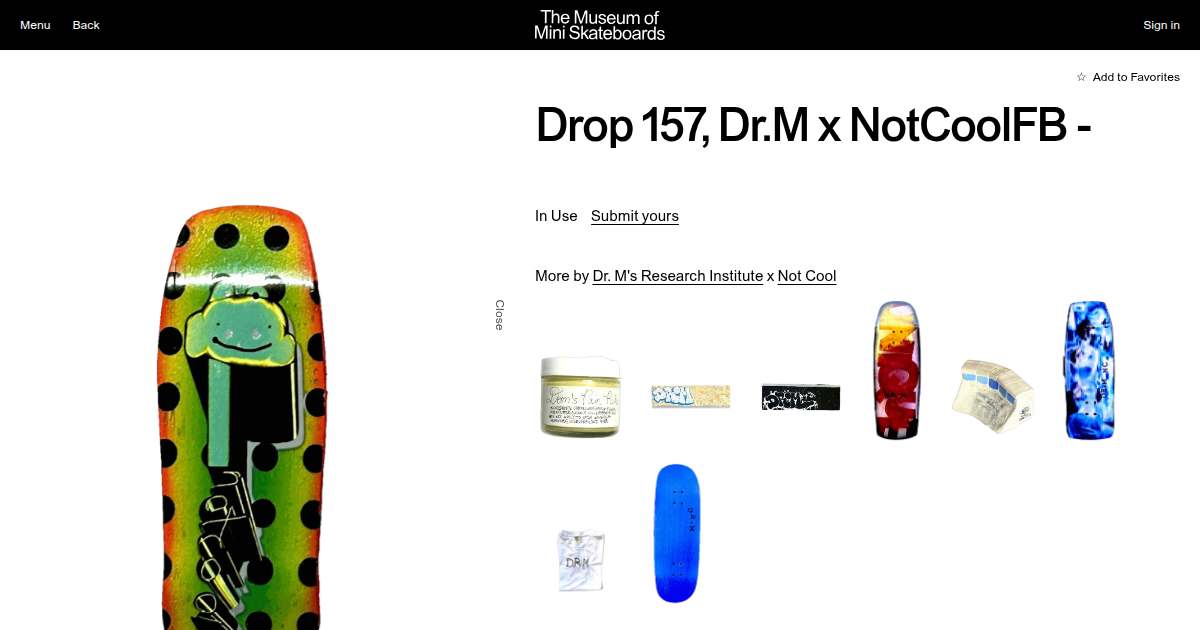 Menu
Back
The Museum of
Mini Skateboards
Sign in
☆ Add to Favorites
Drop 157, Dr.M x NotCoolFB -
In Use Submit yours
Close
More by Dr. M's Research Institute x Not Cool
DRM